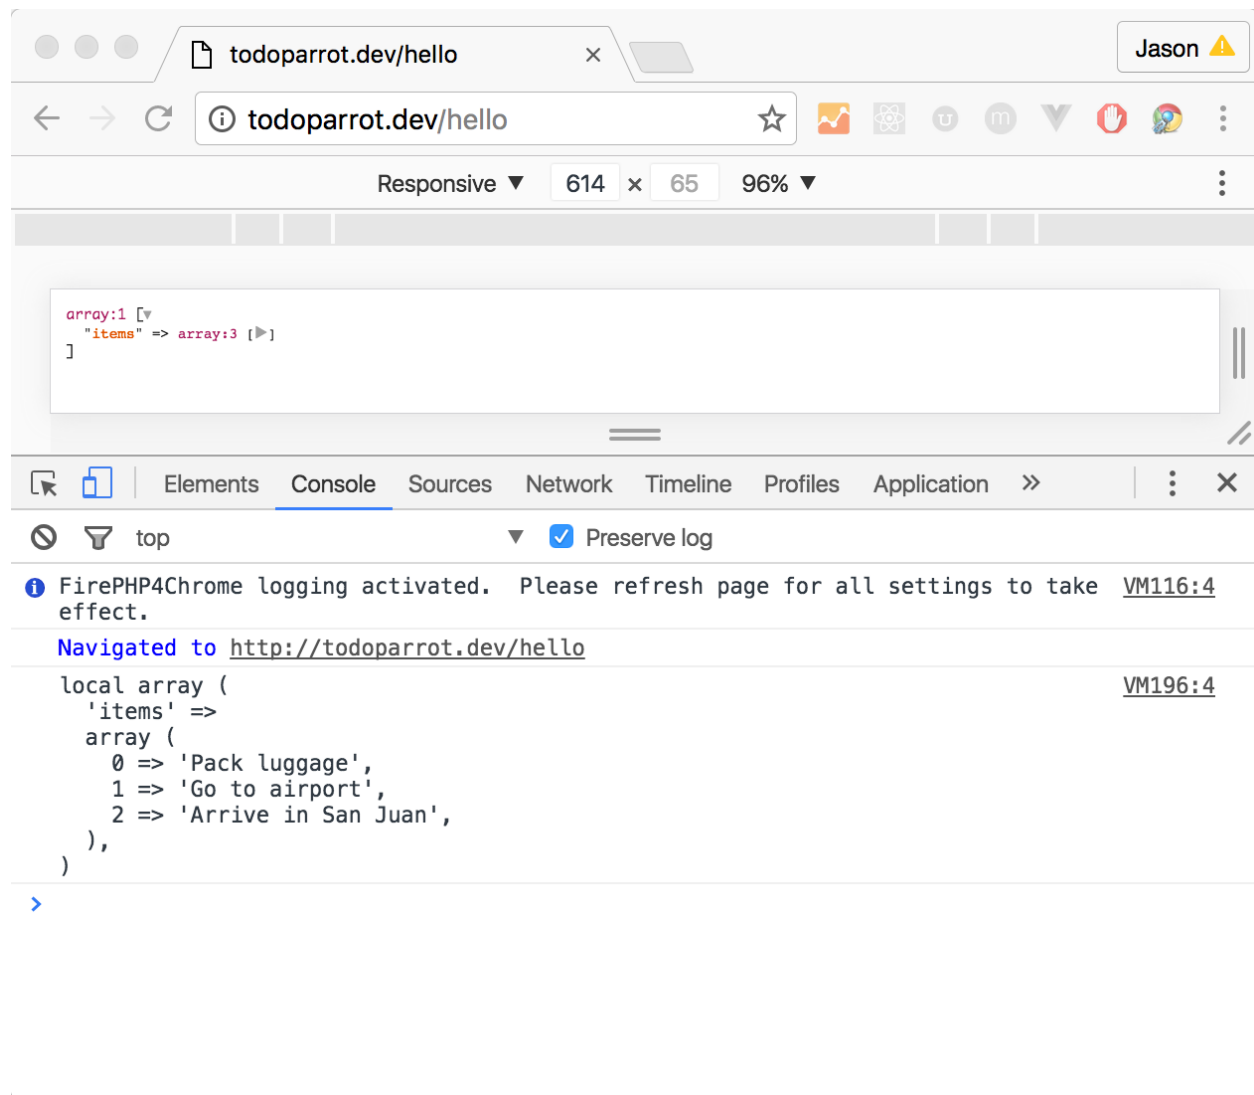 todoparrot.dev/hello ×
Jason
todoparrot.dev/hello
m
Responsive ▼ 614 × 65 96% ▼
array:1 [▼
  "items" => array:3 [▶]
]
Elements Console Sources Network Timeline Profiles Application »
top ▼ Preserve log
FirePHP4Chrome logging activated.  Please refresh page for all settings to take VM116:4
effect.
Navigated to http://todoparrot.dev/hello
local array ( VM196:4
  'items' =>
  array (
    0 => 'Pack luggage',
    1 => 'Go to airport',
    2 => 'Arrive in San Juan',
  ),
)
>